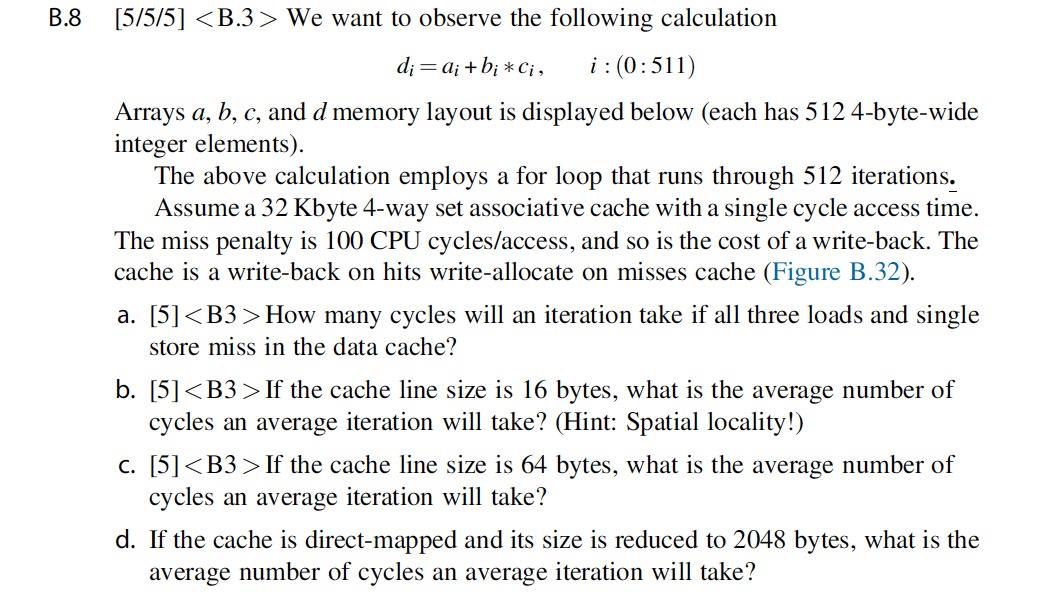 B.8 [5/5/5] <B.3> We want to observe the following calculation
dᵢ = aᵢ + bᵢ * cᵢ, i : (0 : 511)
Arrays a, b, c, and d memory layout is displayed below (each has 512 4-byte-wide
integer elements).
The above calculation employs a for loop that runs through 512 iterations.
Assume a 32 Kbyte 4-way set associative cache with a single cycle access time.
The miss penalty is 100 CPU cycles/access, and so is the cost of a write-back. The
cache is a write-back on hits write-allocate on misses cache (Figure B.32).
a. [5] <B3> How many cycles will an iteration take if all three loads and single
store miss in the data cache?
b. [5] <B3> If the cache line size is 16 bytes, what is the average number of
cycles an average iteration will take? (Hint: Spatial locality!)
c. [5] <B3> If the cache line size is 64 bytes, what is the average number of
cycles an average iteration will take?
d. If the cache is direct-mapped and its size is reduced to 2048 bytes, what is the
average number of cycles an average iteration will take?